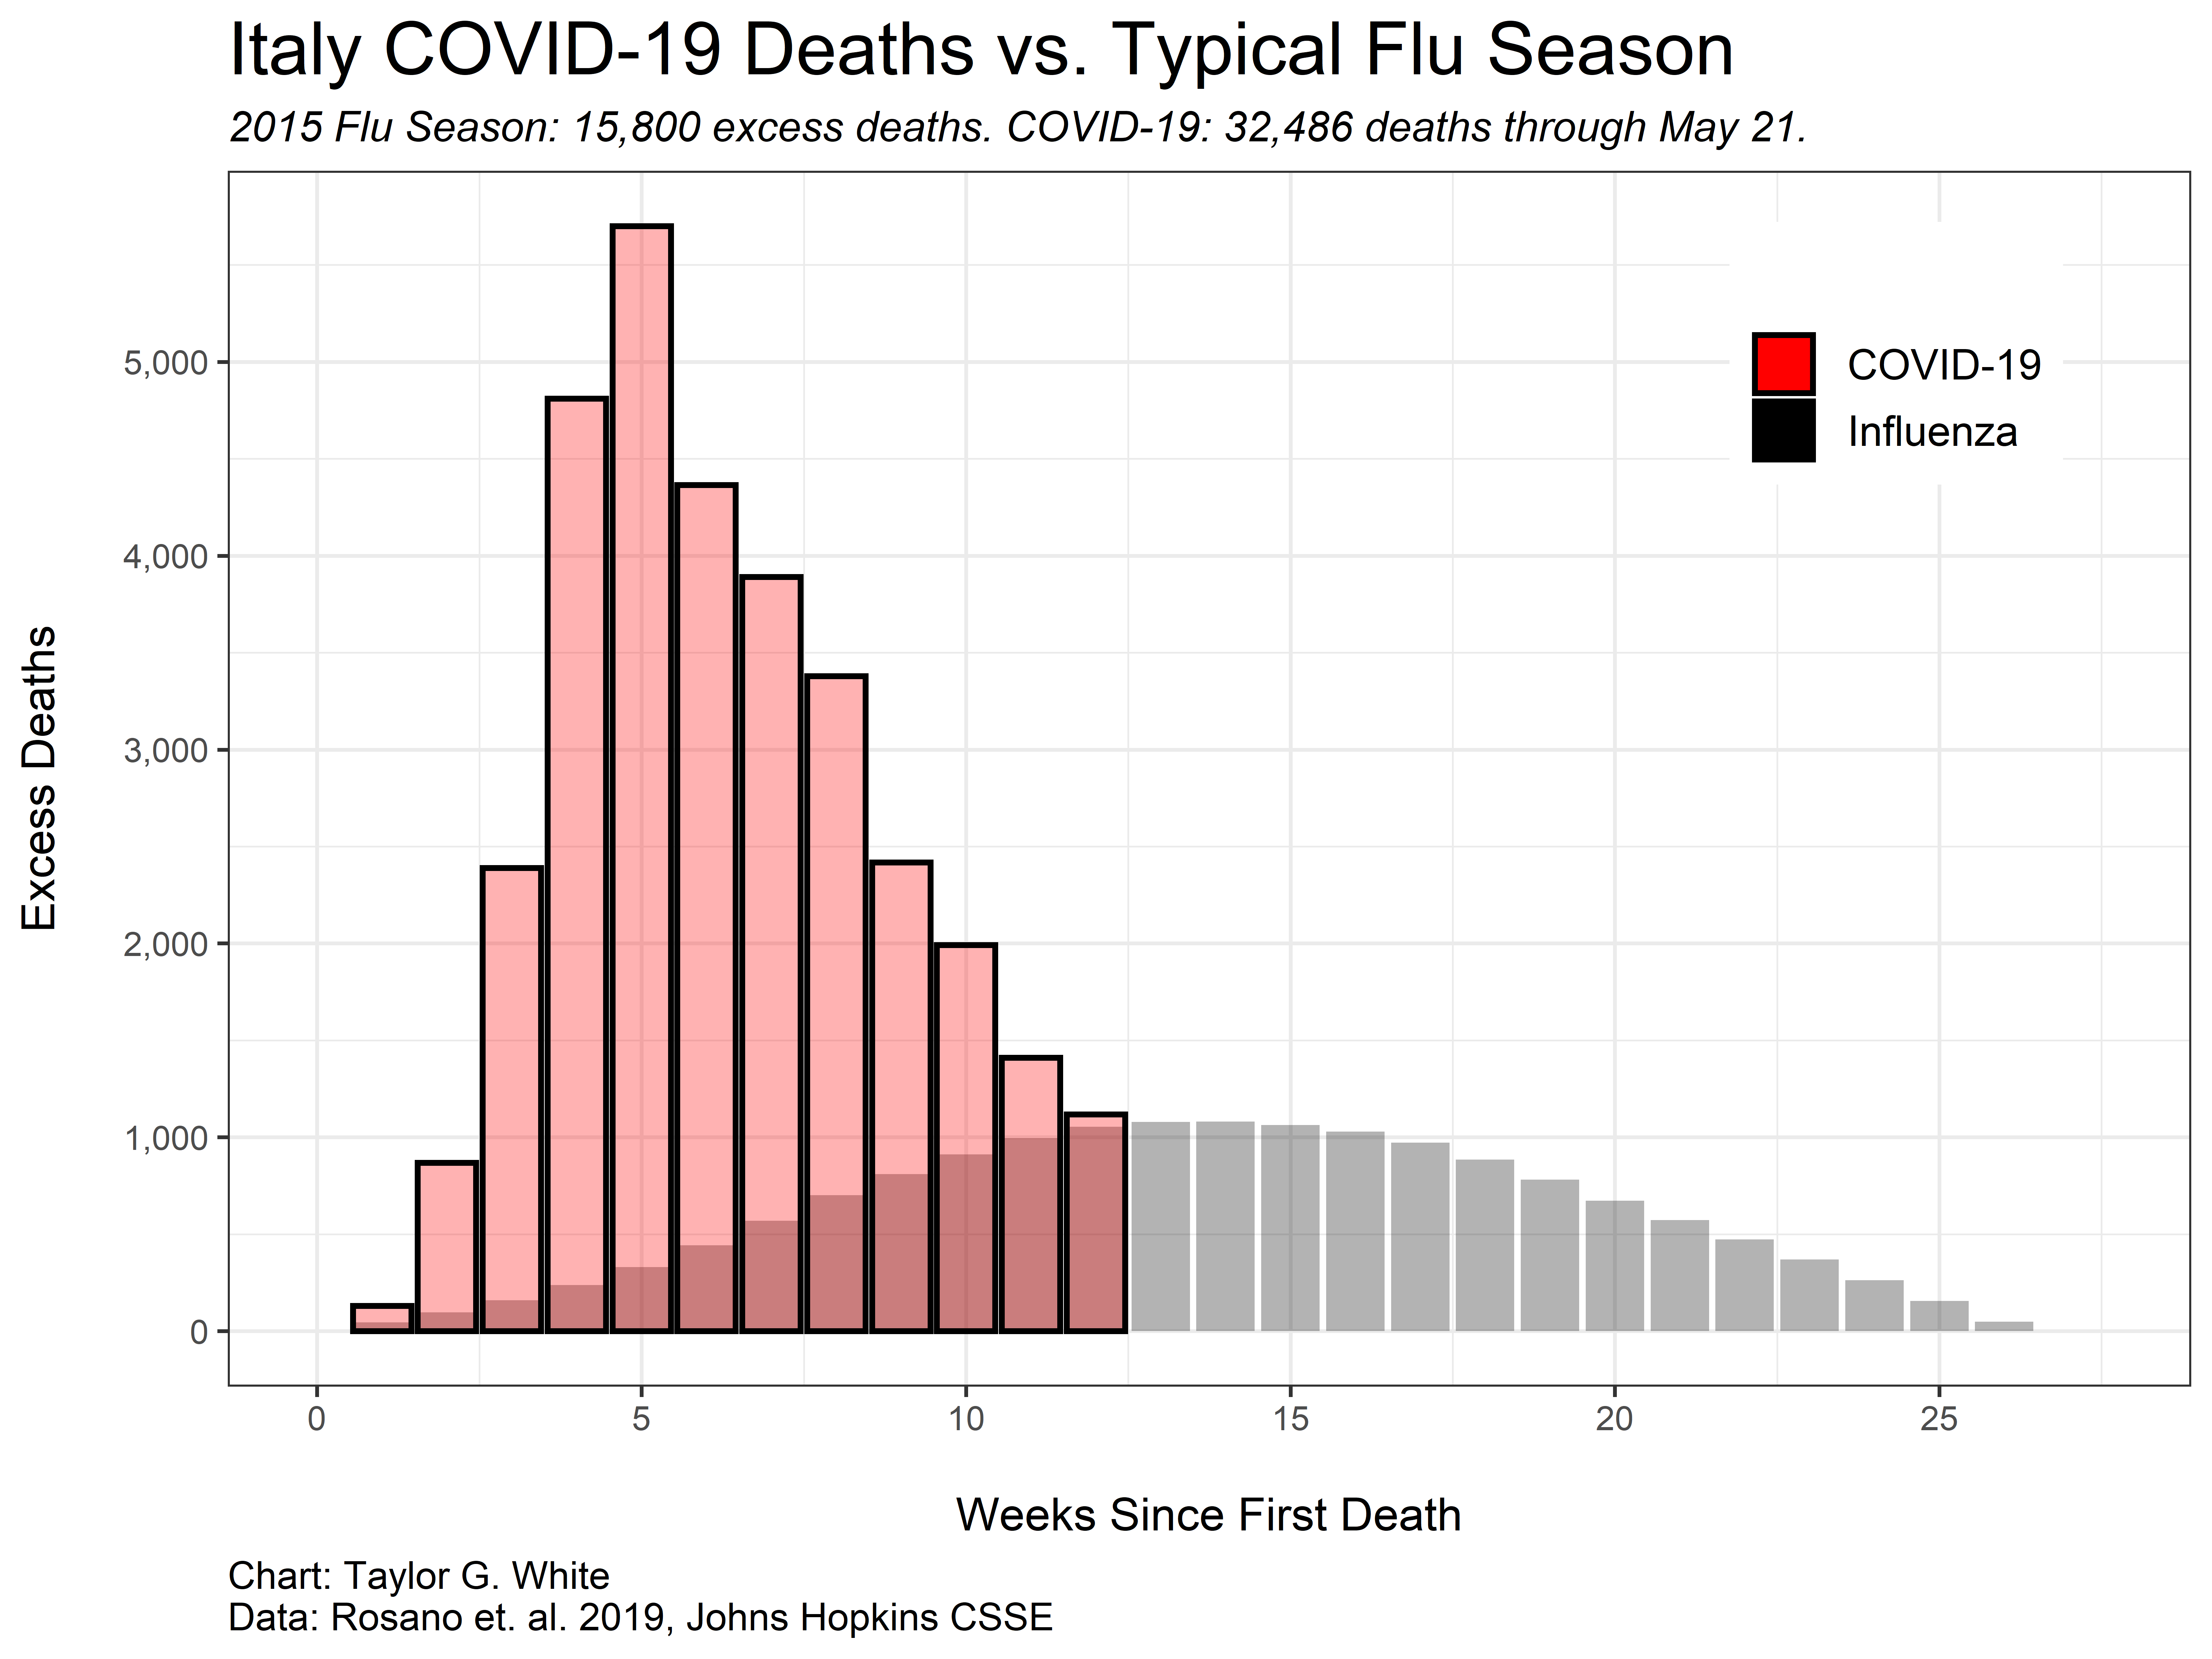 Italy COVID-19 Deaths vs. Typical Flu Season
2015 Flu Season: 15,800 excess deaths. COVID-19: 32,486 deaths through May 21.
COVID-19
Influenza
Excess Deaths
5,000
4,000
3,000
2,000
1,000
0
0 5 10 15 20 25
Weeks Since First Death
Chart: Taylor G. White
Data: Rosano et. al. 2019, Johns Hopkins CSSE